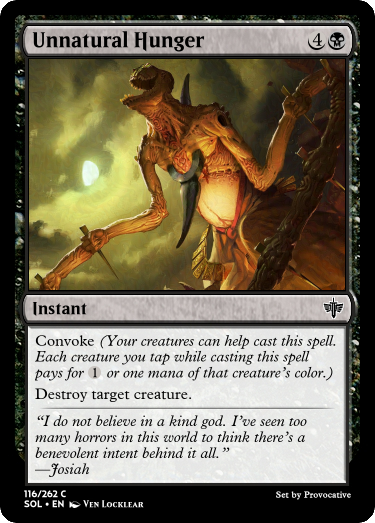 Unnatural Hunger 4
Instant
Convoke (Your creatures can help cast this spell.
Each creature you tap while casting this spell
pays for 1 or one mana of that creature's color.)
Destroy target creature.
"I do not believe in a kind god. I've seen too
many horrors in this world to think there's a
benevolent intent behind it all."
—Josiah
116/262 C
SOL • EN Ven Locklear
Set by Provocative